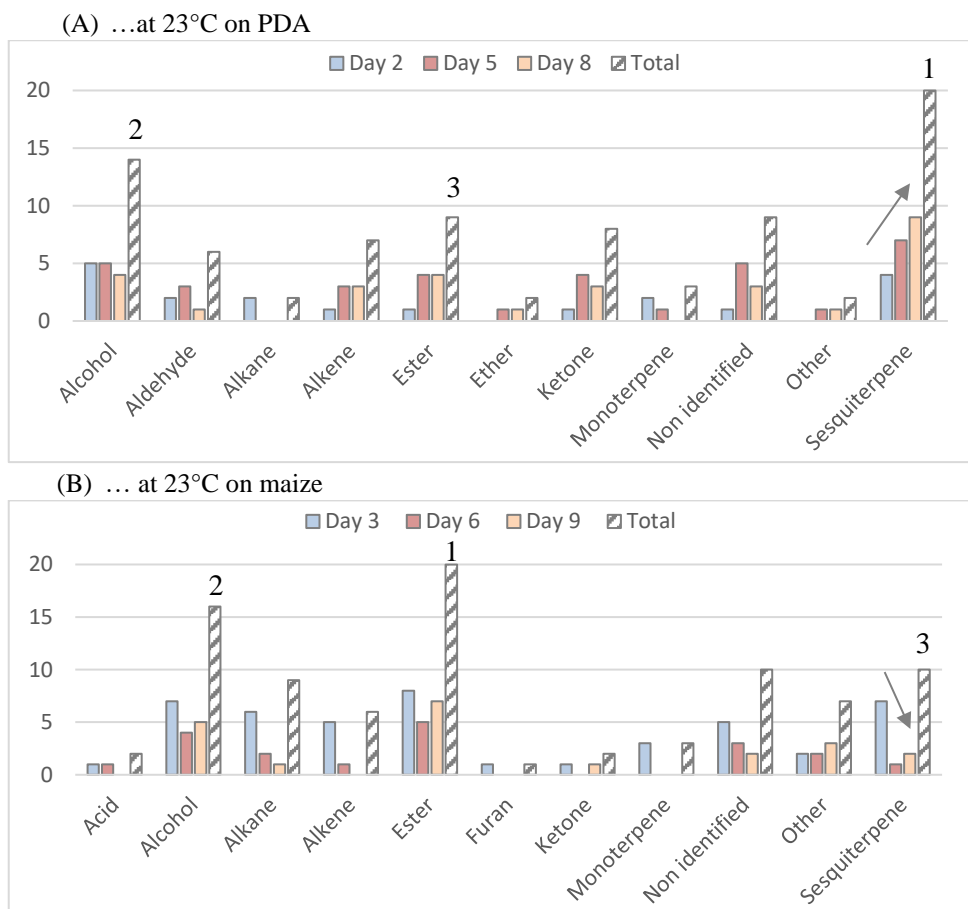 (A) …at 23°C on PDA
Day 2 Day 5 Day 8 Total
20
15
10
5
0
2
3
1
Alcohol
Aldehyde
Alkane
Alkene
Ester
Ether
Ketone
Monoterpene
Non identified
Other
Sesquiterpene
(B) … at 23°C on maize
Day 3 Day 6 Day 9 Total
20
15
10
5
0
2
1
3
Acid
Alcohol
Alkane
Alkene
Ester
Furan
Ketone
Monoterpene
Non identified
Other
Sesquiterpene